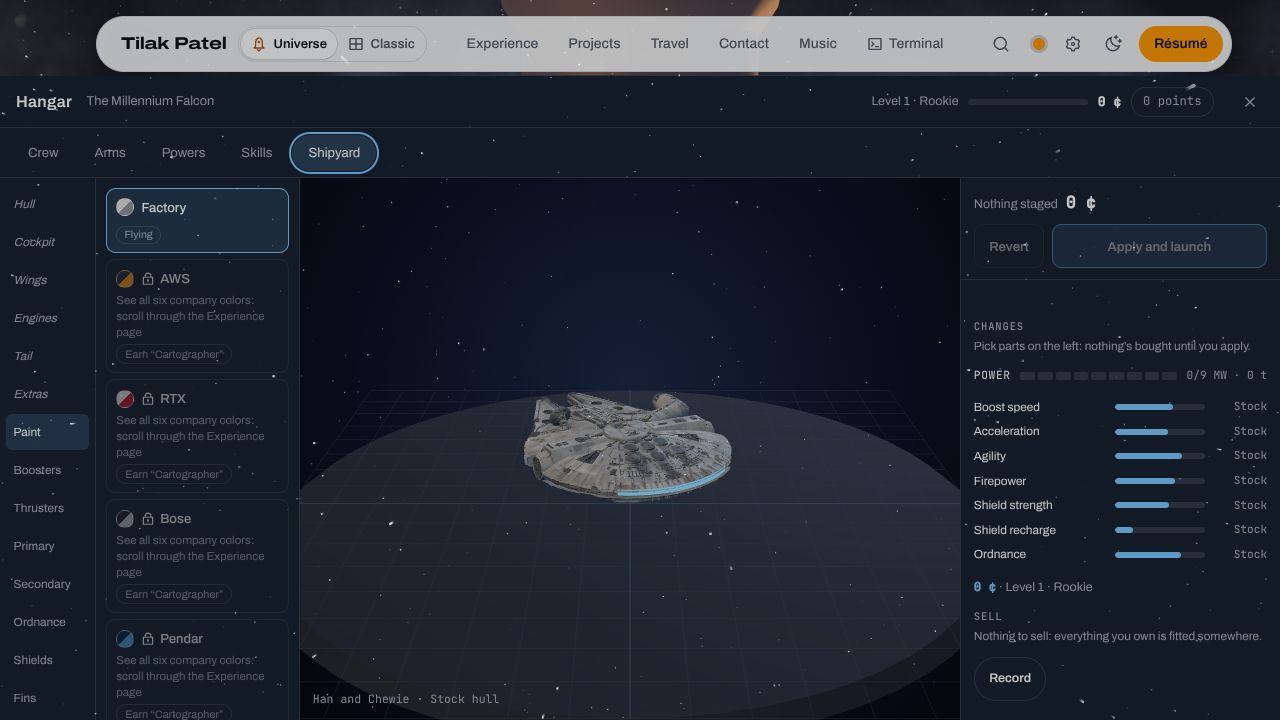 Tilak Patel
Universe
Classic
Experience
Projects
Travel
Contact
Music
Terminal
Résumé
Hangar
The Millennium Falcon
Level 1 · Rookie
0 ¢
0 points
Crew
Arms
Powers
Skills
Shipyard
Hull
Cockpit
Wings
Engines
Tail
Extras
Paint
Boosters
Thrusters
Primary
Secondary
Ordnance
Shields
Fins
Factory
Flying
AWS
See all six company colors:
scroll through the Experience
page
Earn “Cartographer”
RTX
See all six company colors:
scroll through the Experience
page
Earn “Cartographer”
Bose
See all six company colors:
scroll through the Experience
page
Earn “Cartographer”
Pendar
See all six company colors:
scroll through the Experience
page
Earn “Cartographer”
Han and Chewie · Stock hull
Nothing staged 0 ¢
Revert
Apply and launch
CHANGES
Pick parts on the left: nothing's bought until you apply.
POWER 0/9 MW · 0 t
Boost speed Stock
Acceleration Stock
Agility Stock
Firepower Stock
Shield strength Stock
Shield recharge Stock
Ordnance Stock
0 ¢ · Level 1 · Rookie
SELL
Nothing to sell: everything you own is fitted somewhere.
Record